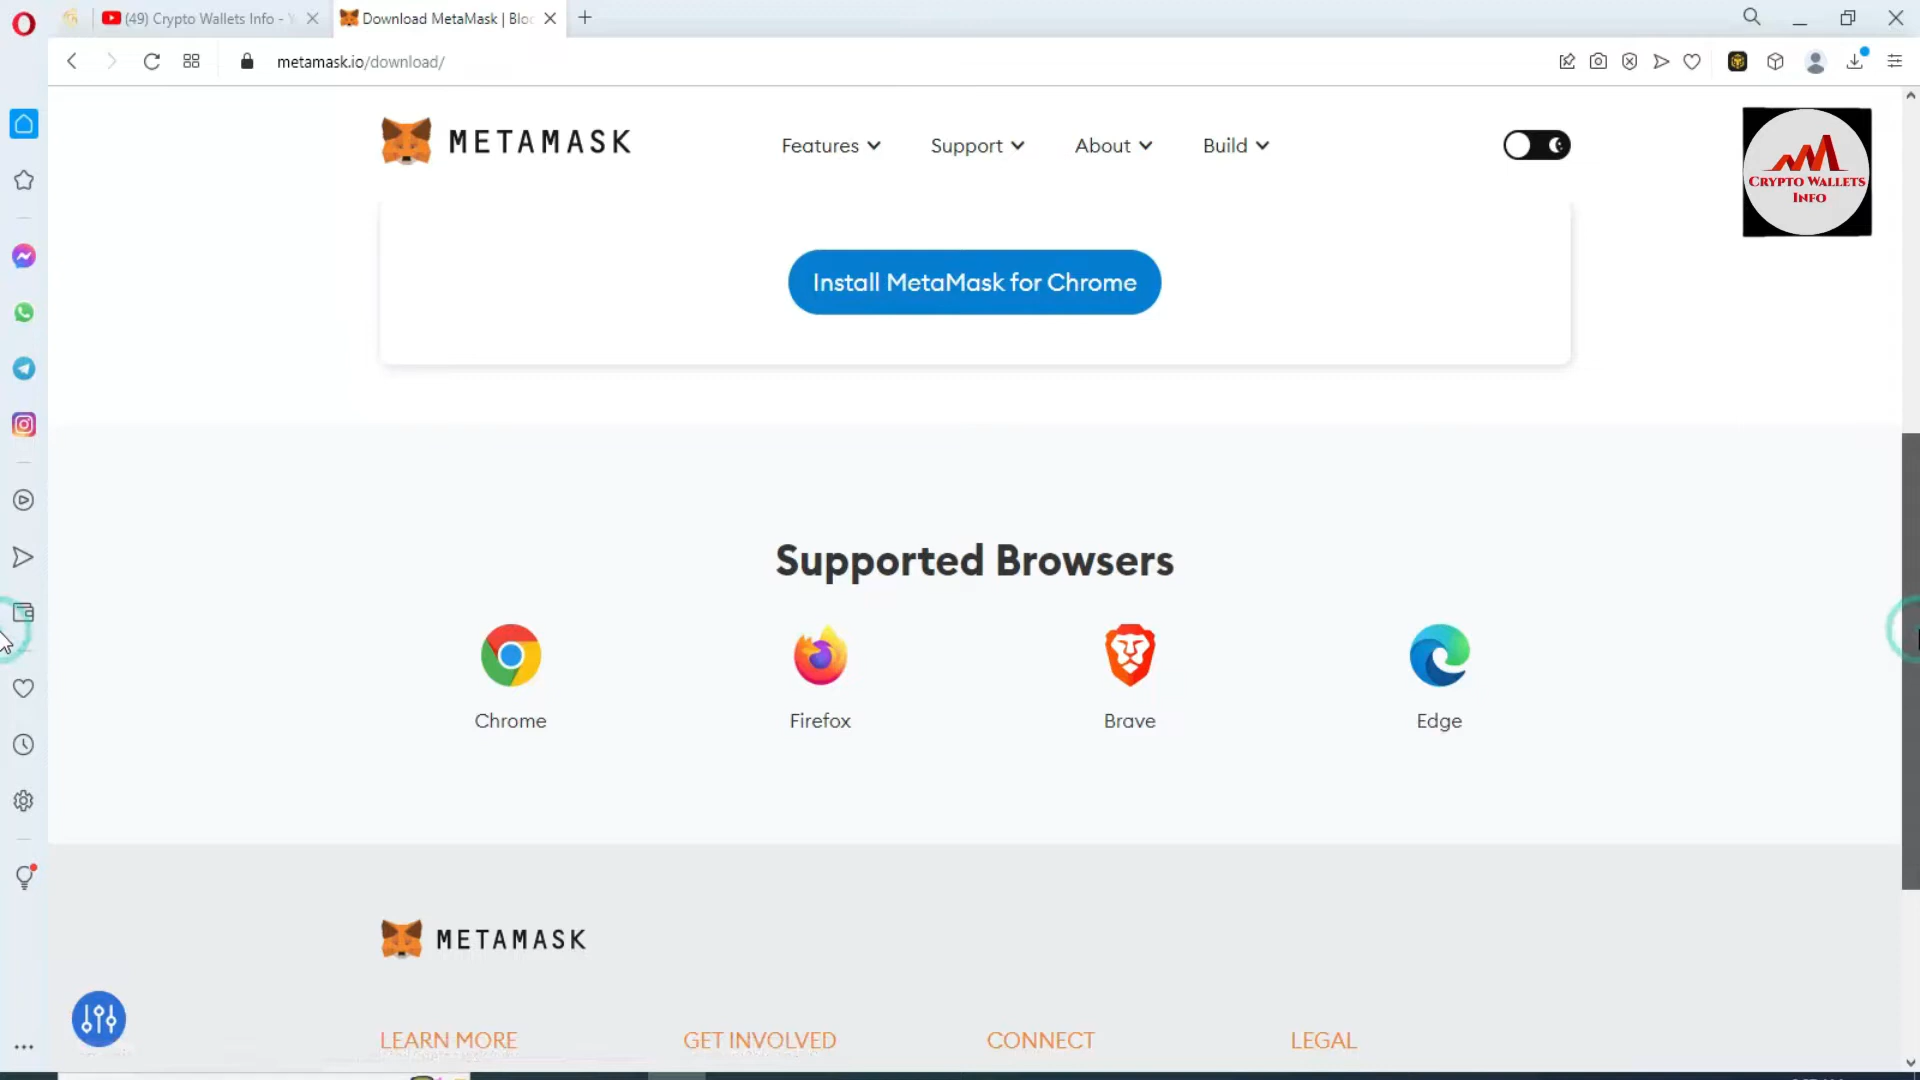 (49) Crypto Wallets Info -
Download MetaMask | Bloc
metamask.io/download/
METAMASK
Features
Support
About
Build
CRYPTO WALLETS
INFO
Install MetaMask for Chrome
Supported Browsers
Chrome
Firefox
Brave
Edge
METAMASK
LEARN MORE
GET INVOLVED
CONNECT
LEGAL